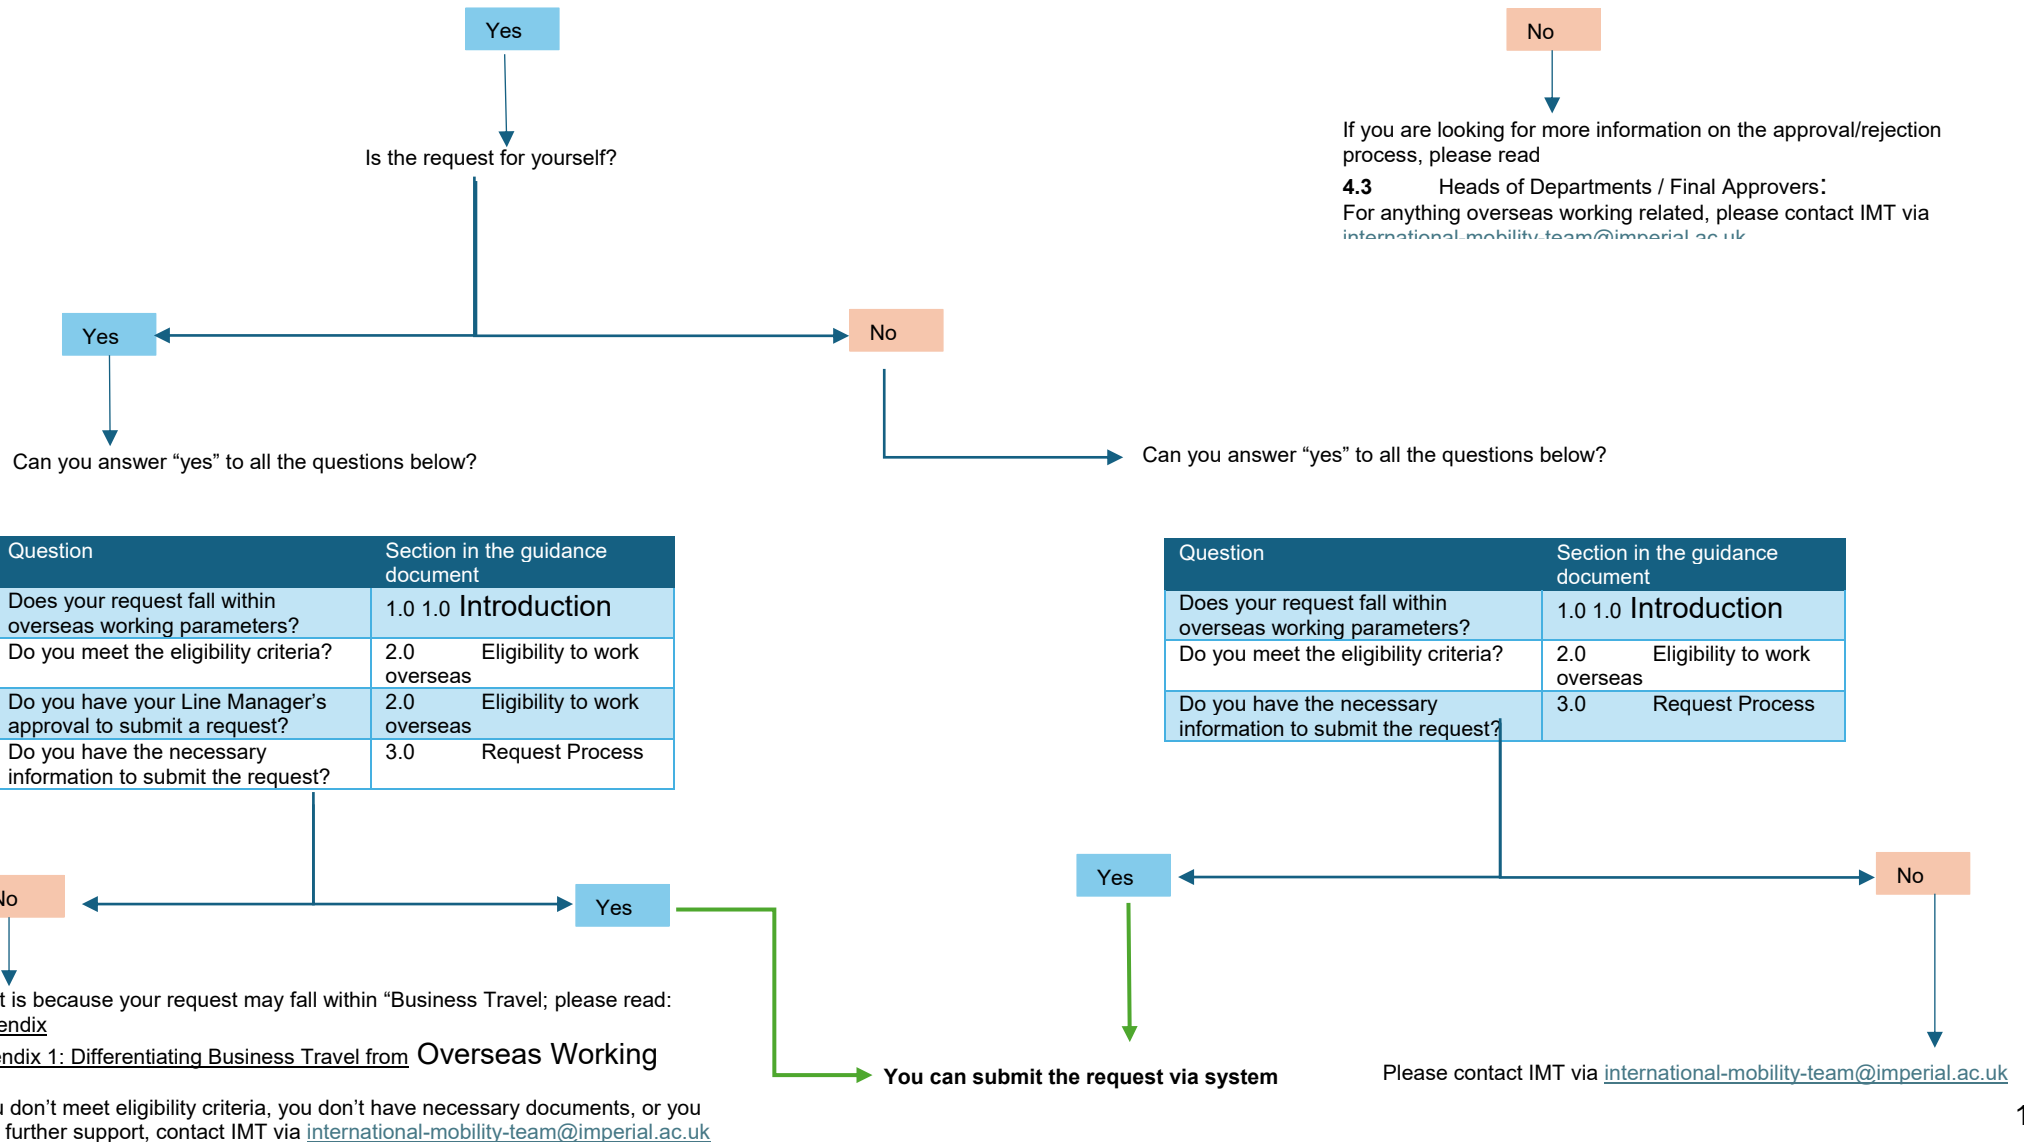 Yes
No
Is the request for yourself?
If you are looking for more information on the approval/rejection
process, please read
4.3 Heads of Departments / Final Approvers:
For anything overseas working related, please contact IMT via
international-mobility-team@imperial.ac.uk
Yes
No
Can you answer “yes” to all the questions below?
Can you answer “yes” to all the questions below?
Question Section in the guidance
document
Does your request fall within
overseas working parameters? 1.0 1.0 Introduction
Do you meet the eligibility criteria? 2.0 Eligibility to work
overseas
Do you have your Line Manager’s
approval to submit a request? 2.0 Eligibility to work
overseas
Do you have the necessary
information to submit the request? 3.0 Request Process
Question Section in the guidance
document
Does your request fall within
overseas working parameters? 1.0 1.0 Introduction
Do you meet the eligibility criteria? 2.0 Eligibility to work
overseas
Do you have the necessary
information to submit the request? 3.0 Request Process
Yes
No
No
Yes
is because your request may fall within “Business Travel; please read:
endix
endix 1: Differentiating Business Travel from Overseas Working
don’t meet eligibility criteria, you don’t have necessary documents, or you
further support, contact IMT via international-mobility-team@imperial.ac.uk
You can submit the request via system
Please contact IMT via international-mobility-team@imperial.ac.uk
1